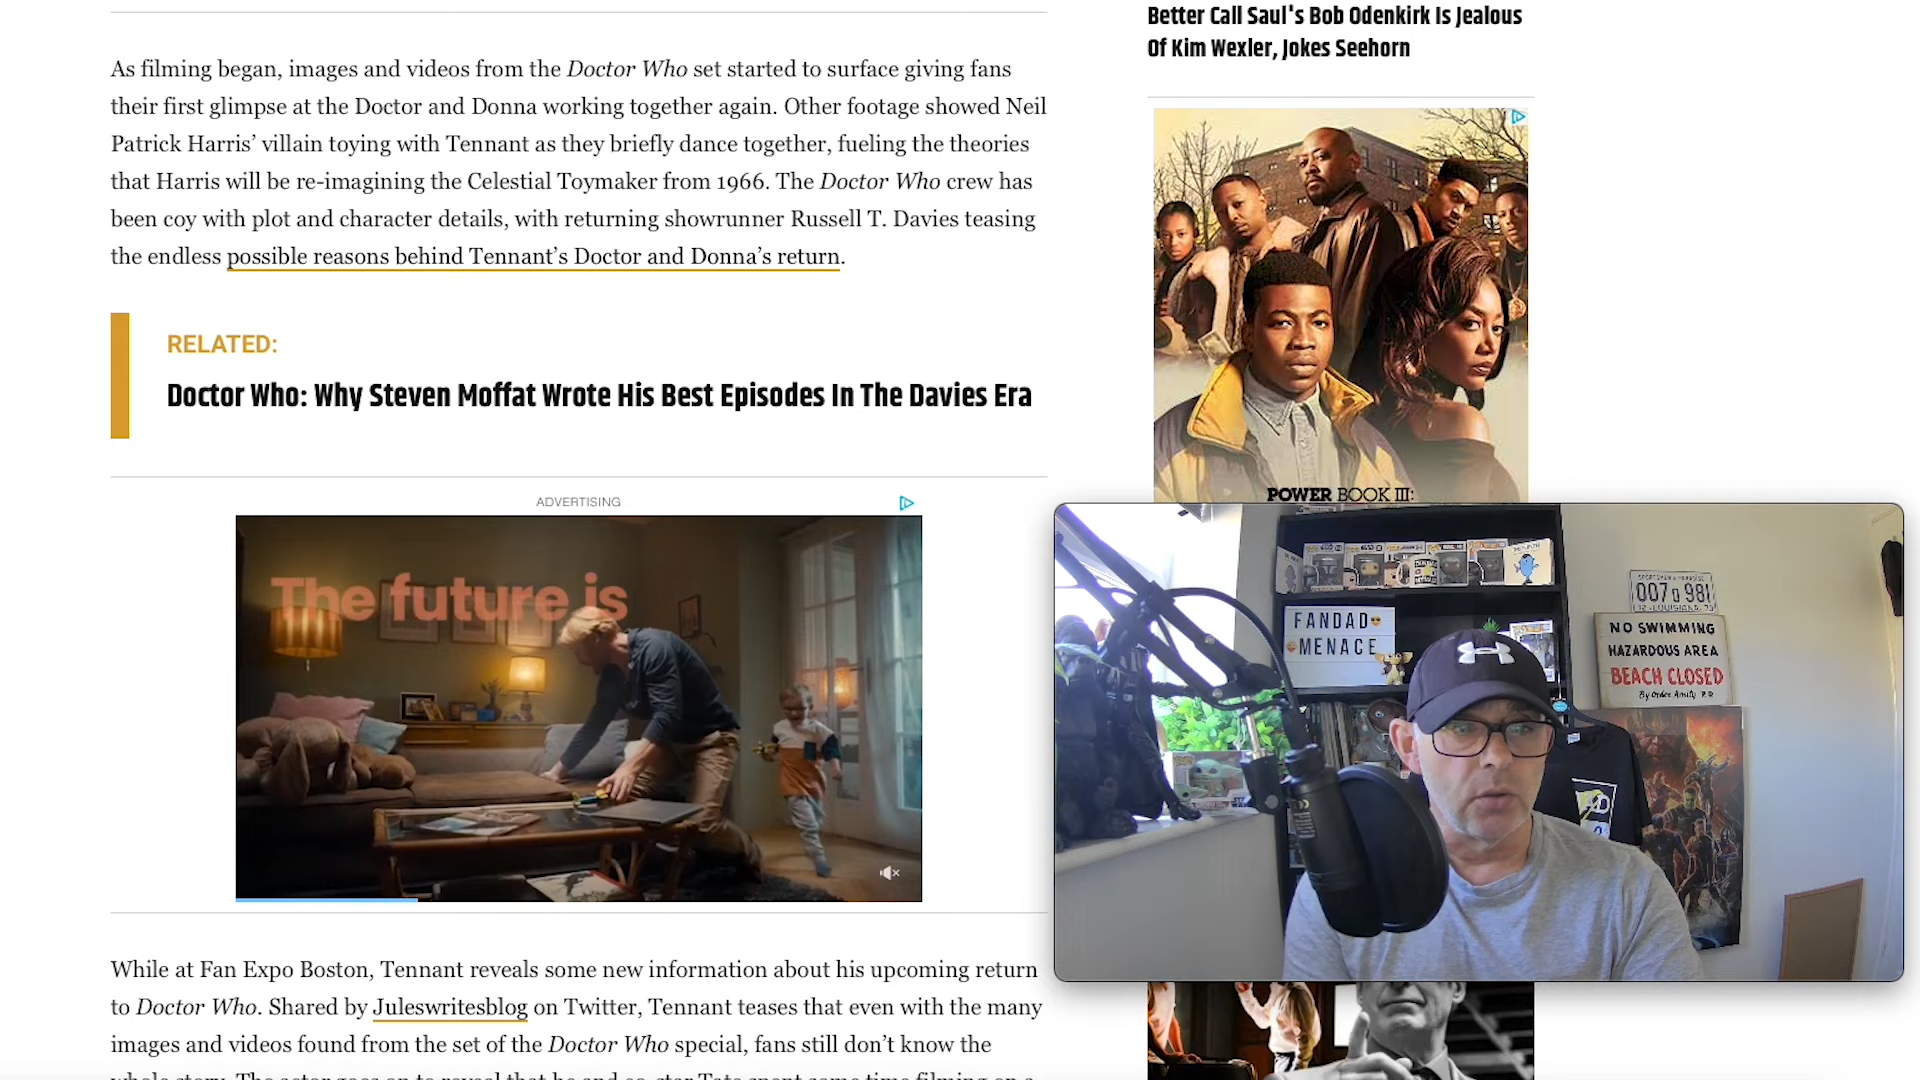 Better Call Saul's Bob Odenkirk Is Jealous
Of Kim Wexler, Jokes Seehorn
As filming began, images and videos from the Doctor Who set started to surface giving fans
their first glimpse at the Doctor and Donna working together again. Other footage showed Neil
Patrick Harris’ villain toying with Tennant as they briefly dance together, fueling the theories
that Harris will be re-imagining the Celestial Toymaker from 1966. The Doctor Who crew has
been coy with plot and character details, with returning showrunner Russell T. Davies teasing
the endless possible reasons behind Tennant’s Doctor and Donna’s return.
RELATED:
Doctor Who: Why Steven Moffat Wrote His Best Episodes In The Davies Era
POWER BOOK III:
ADVERTISING
The future is
FANDAD
MENACE
007 0 981
NO SWIMMING
HAZARDOUS AREA
BEACH CLOSED
By Order Amity P.D.
While at Fan Expo Boston, Tennant reveals some new information about his upcoming return
to Doctor Who. Shared by Juleswritesblog on Twitter, Tennant teases that even with the many
images and videos found from the set of the Doctor Who special, fans still don’t know the